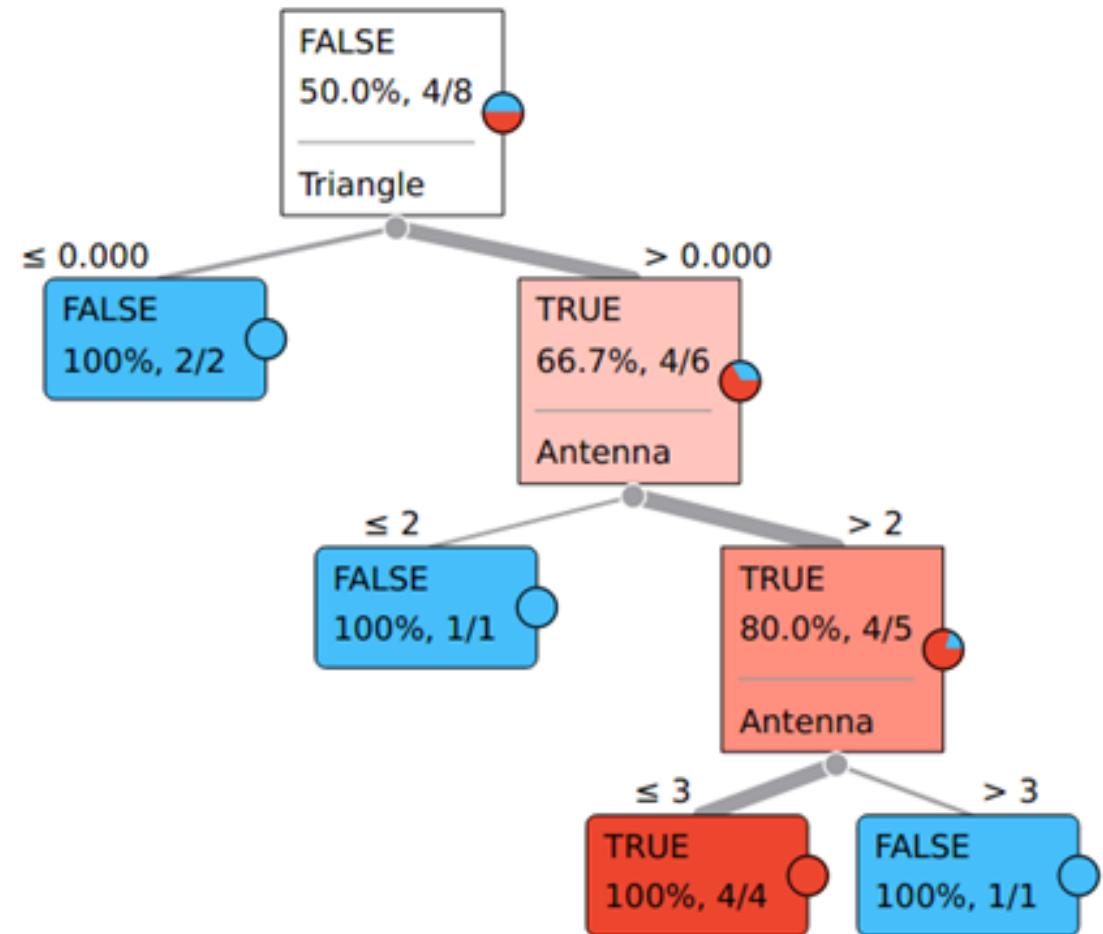 FALSE
50.0%, 4/8
Triangle
≤ 0.000
> 0.000
FALSE
100%, 2/2
TRUE
66.7%, 4/6
Antenna
≤ 2
> 2
FALSE
100%, 1/1
TRUE
80.0%, 4/5
Antenna
≤ 3
> 3
TRUE
100%, 4/4
FALSE
100%, 1/1